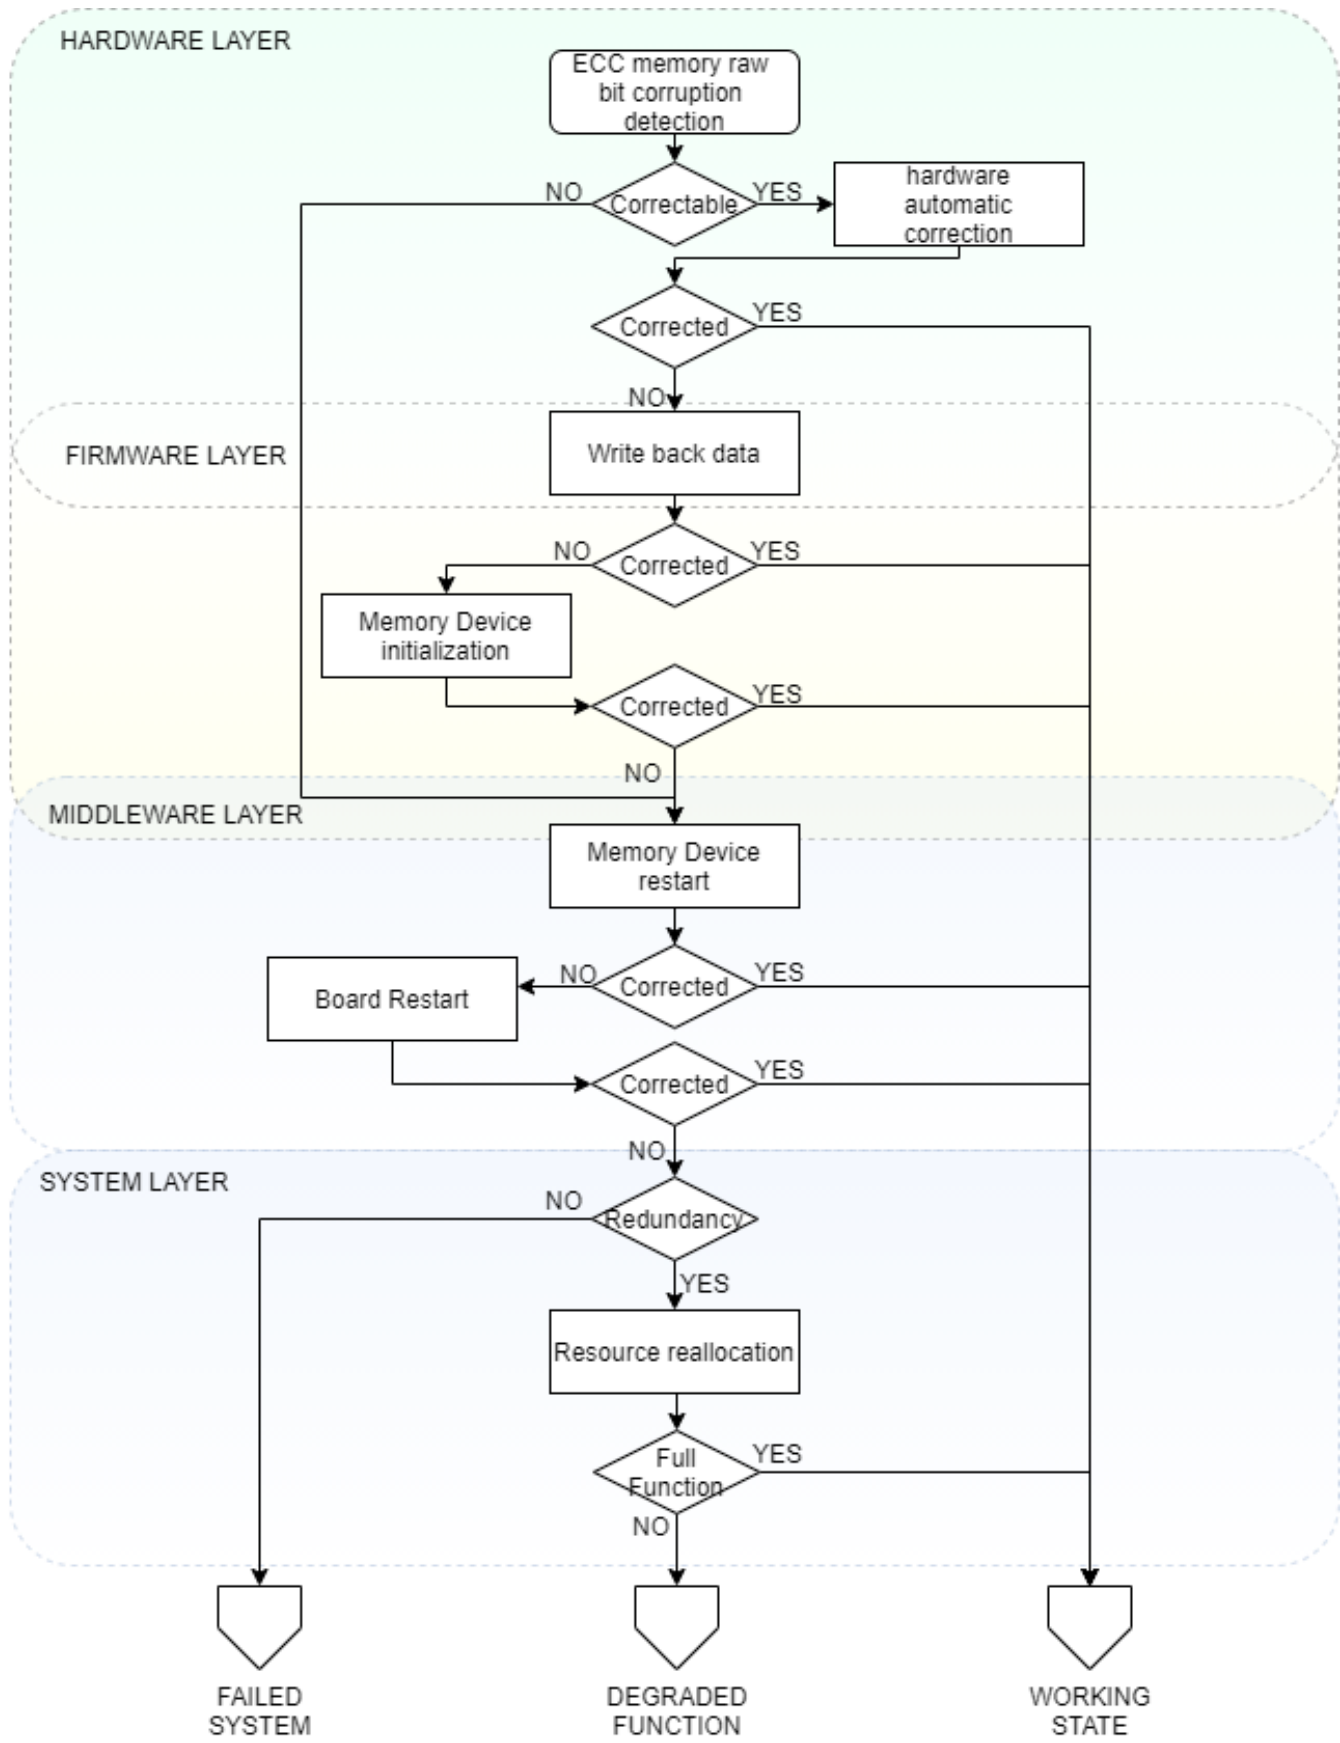 HARDWARE LAYER
ECC memory raw
bit corruption
detection
NO
Correctable
YES
hardware
automatic
correction
Corrected
YES
NO
FIRMWARE LAYER
Write back data
NO
Corrected
YES
Memory Device
initialization
Corrected
YES
NO
MIDDLEWARE LAYER
Memory Device
restart
Board Restart
NO
Corrected
YES
Corrected
YES
NO
SYSTEM LAYER
NO
Redundancy
YES
Resource reallocation
Full
Function
YES
NO
FAILED
SYSTEM
DEGRADED
FUNCTION
WORKING
STATE